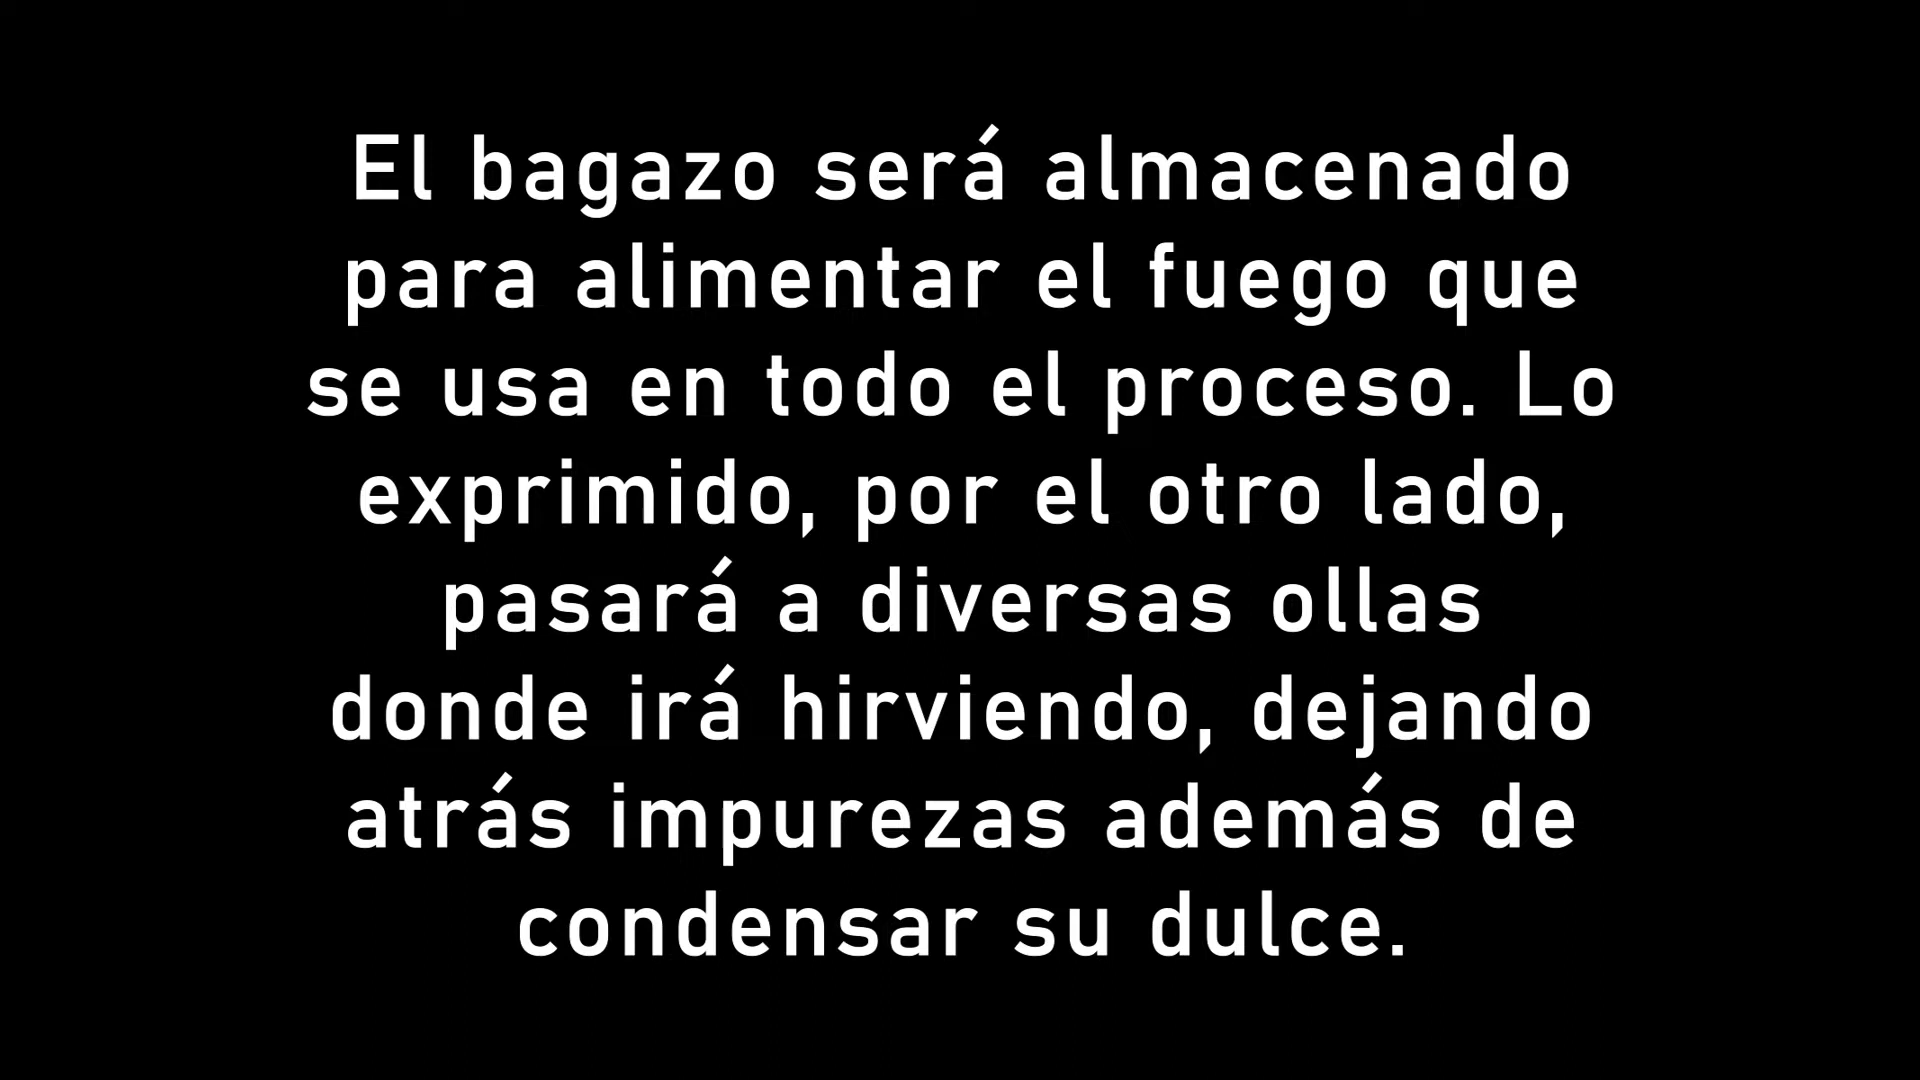 El bagazo será almacenado
para alimentar el fuego que
se usa en todo el proceso. Lo
exprimido, por el otro lado,
pasará a diversas ollas
donde irá hirviendo, dejando
atrás impurezas además de
condensar su dulce.